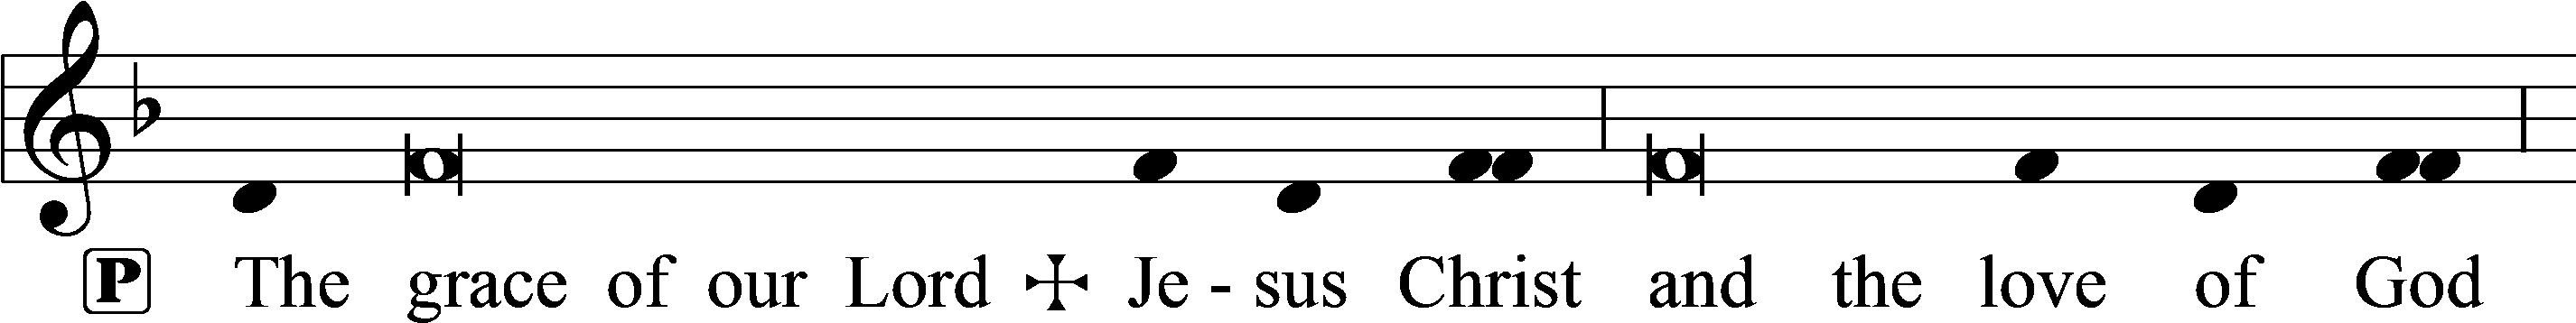 P The grace of our Lord ☩ Je - sus Christ and the love of God